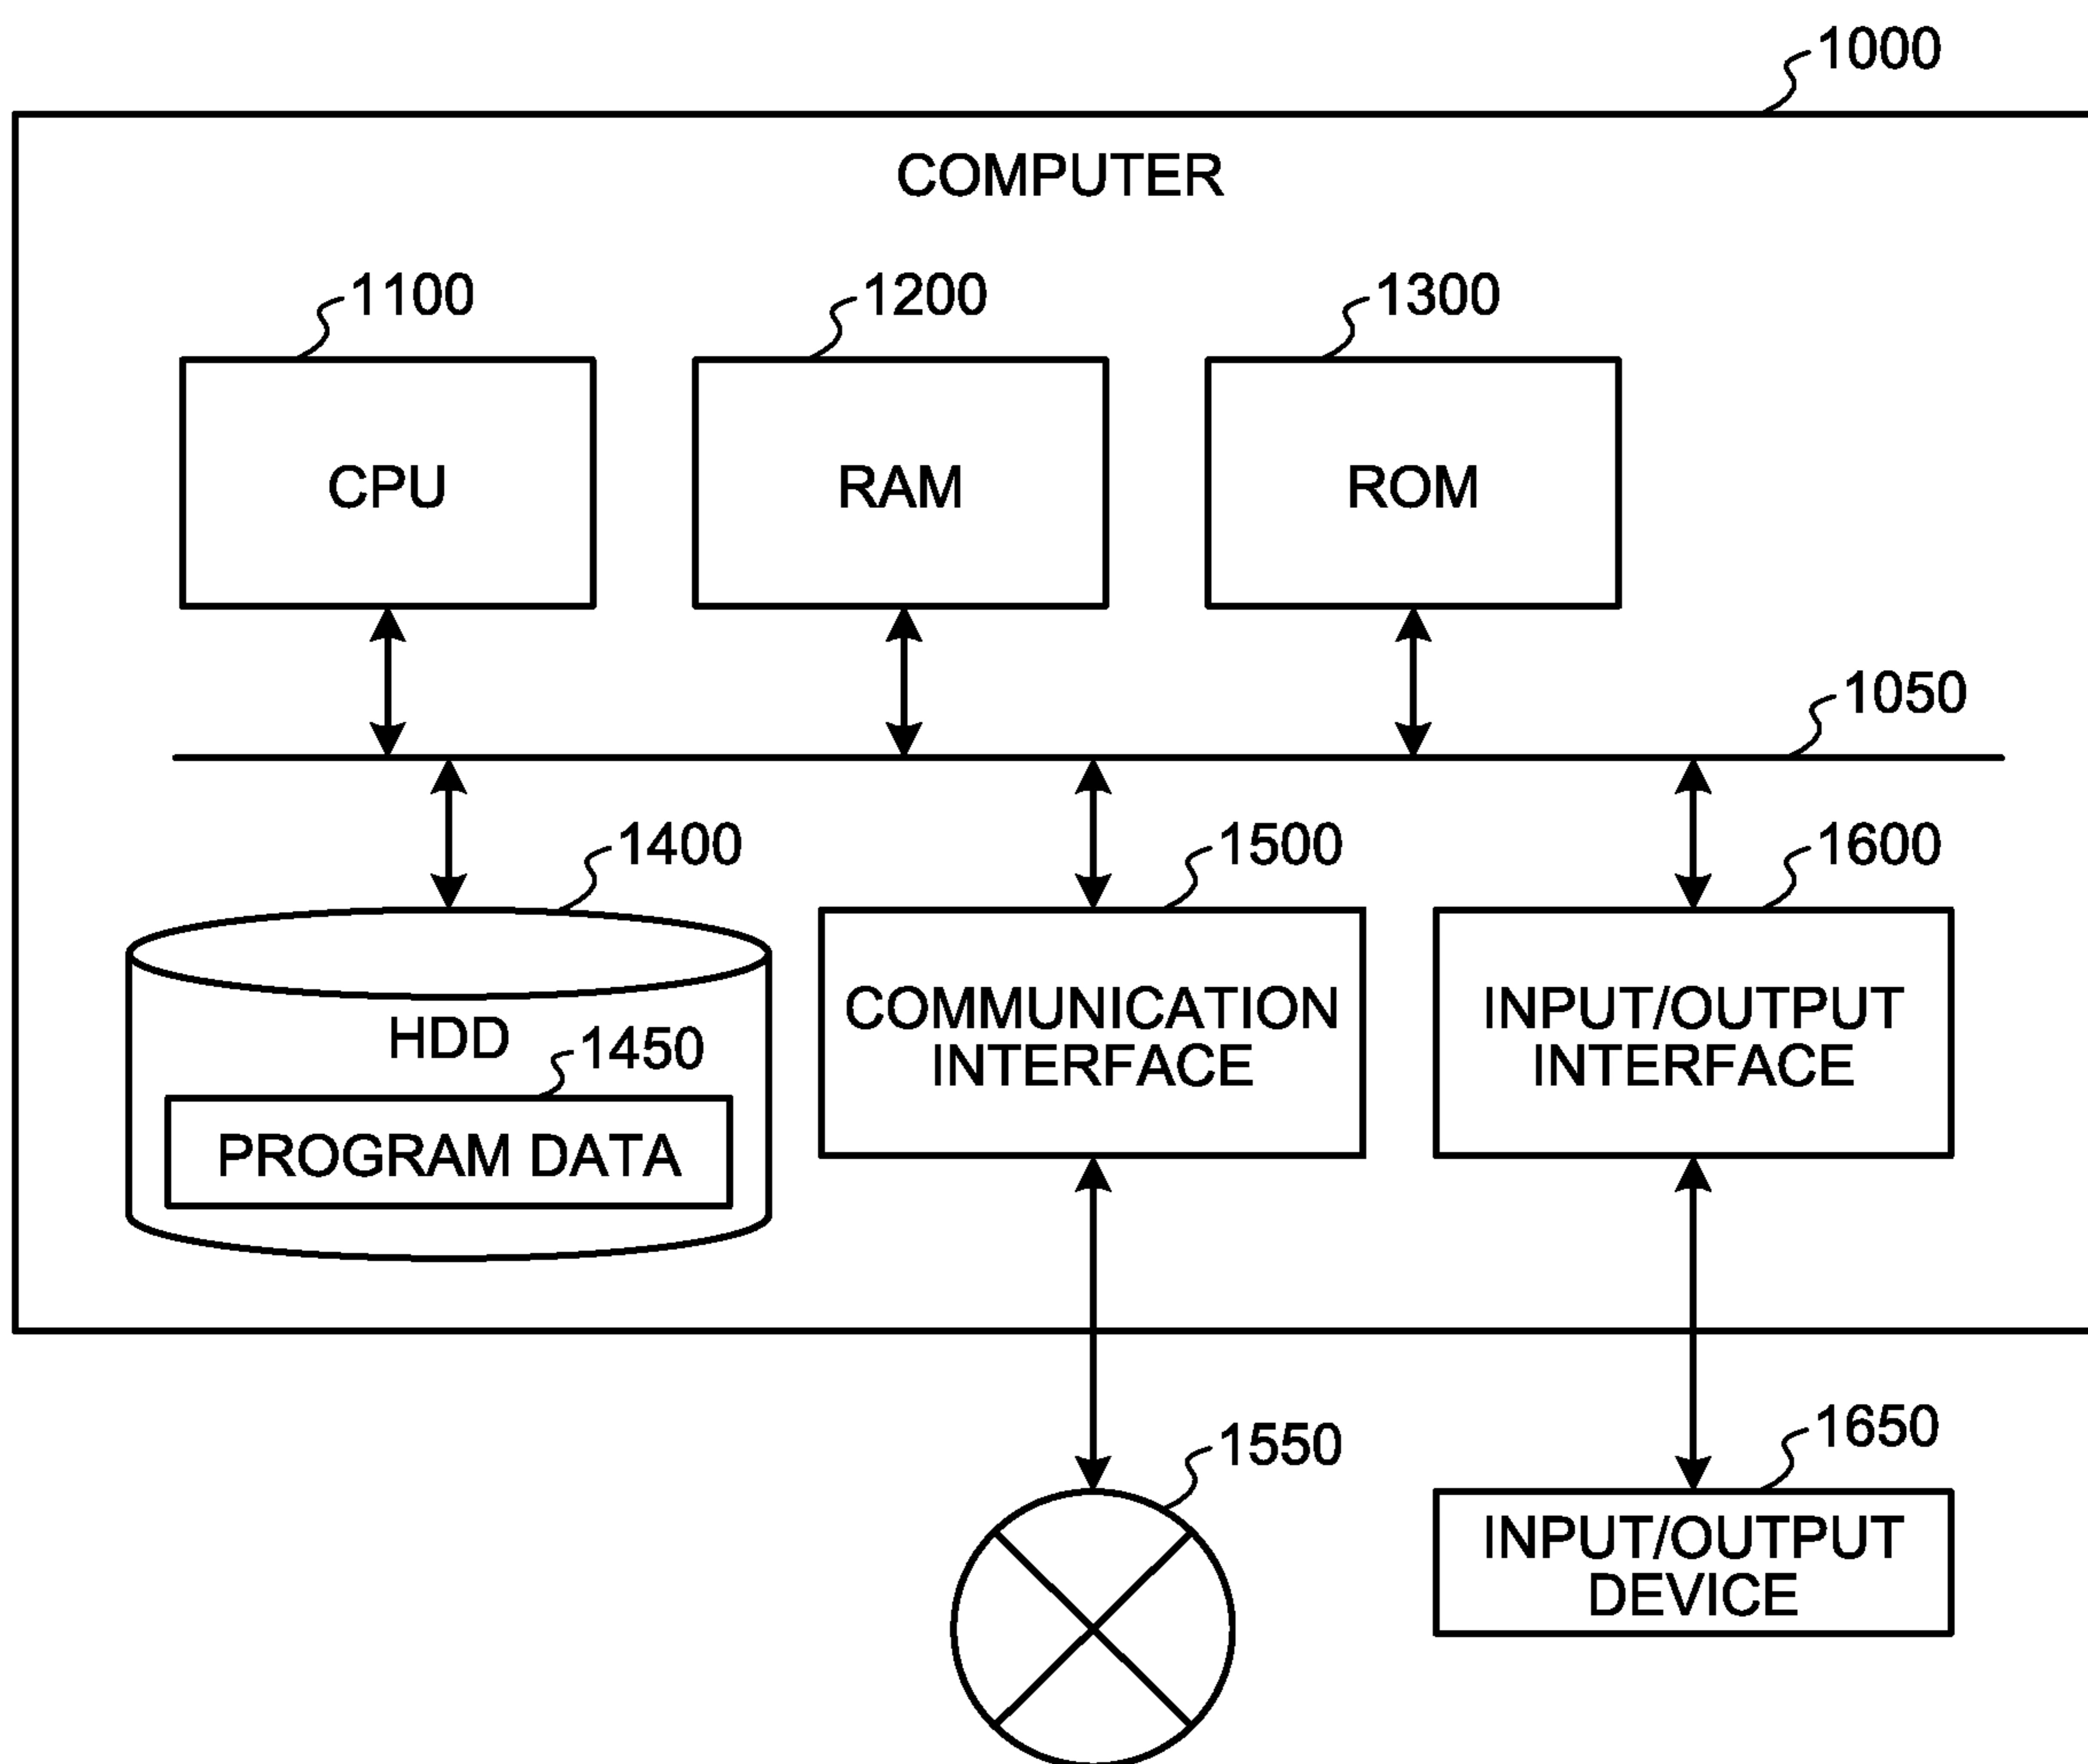 1000
COMPUTER
1100
1200
1300
CPU
RAM
ROM
1050
1400
1500
1600
HDD
1450
PROGRAM DATA
COMMUNICATION
INTERFACE
INPUT/OUTPUT
INTERFACE
1550
1650
INPUT/OUTPUT
DEVICE